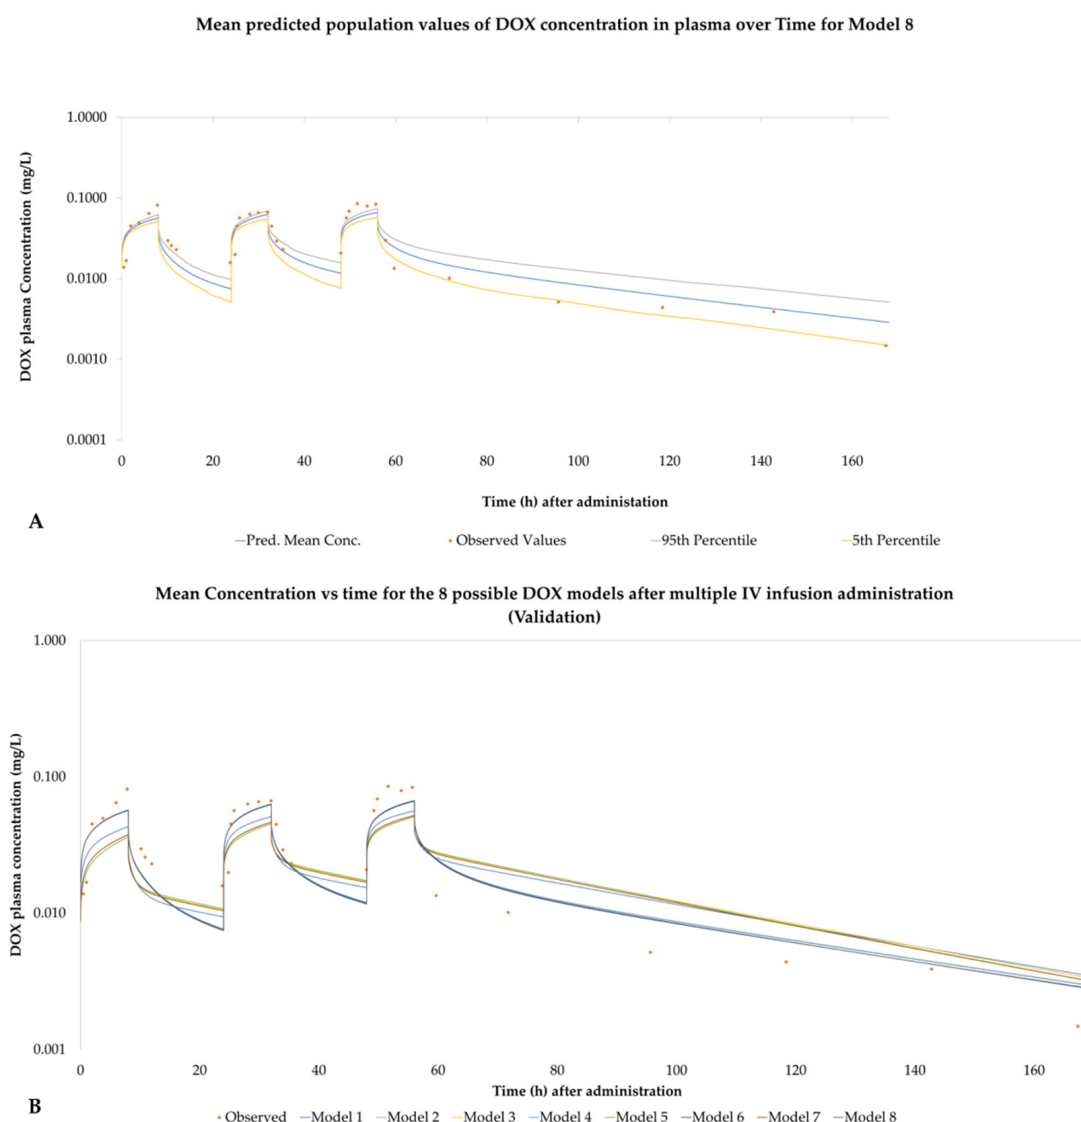 Mean predicted population values of DOX concentration in plasma over Time for Model 8
1.0000
0.1000
0.0100
0.0010
0.0001
DOX plasma Concentration (mg/L)
0 20 40 60 80 100 120 140 160
Time (h) after administation
A
Pred. Mean Conc. Observed Values 95th Percentile 5th Percentile
Mean Concentration vs time for the 8 possible DOX models after multiple IV infusion administration
(Validation)
1.000
0.100
0.010
0.001
DOX plasma concentration (mg/L)
0 20 40 60 80 100 120 140 160
Time (h) after administration
B
Observed Model 1 Model 2 Model 3 Model 4 Model 5 Model 6 Model 7 Model 8